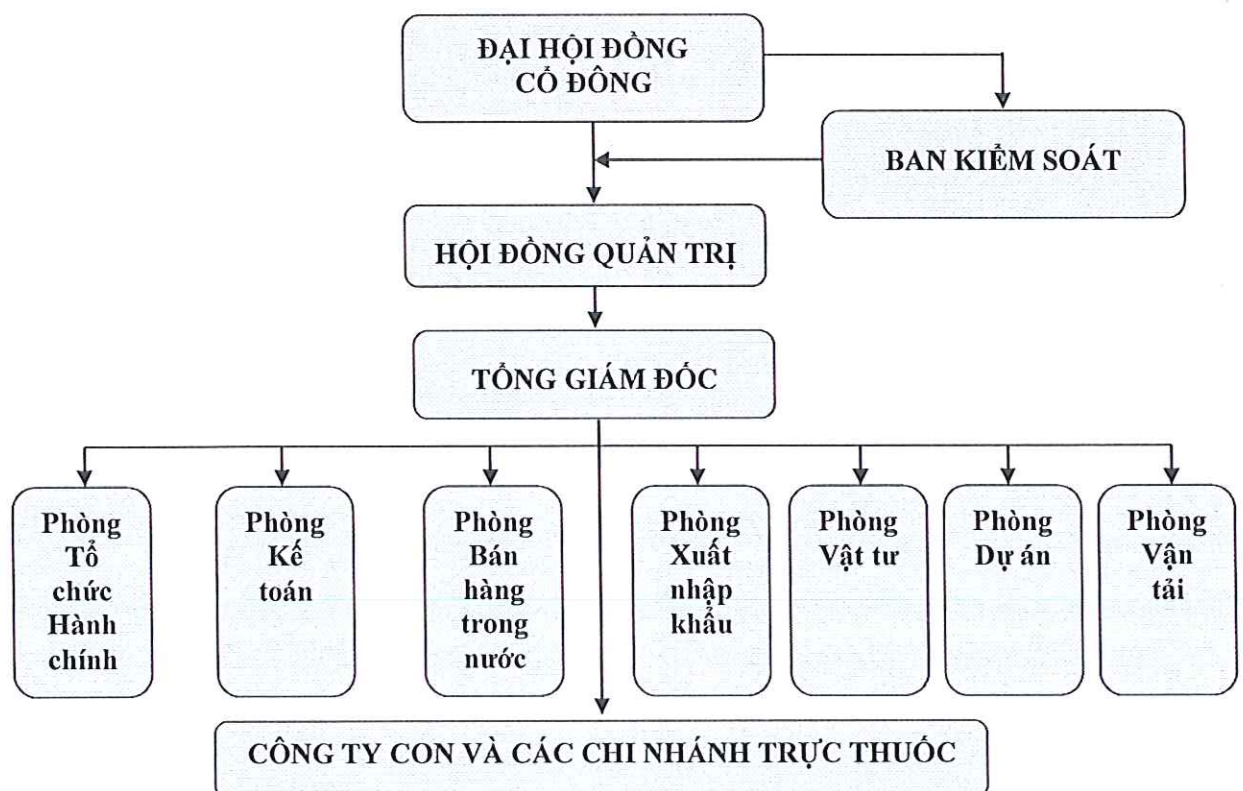 ĐẠI HỘI ĐỒNG
CỔ ĐÔNG
BAN KIỂM SOÁT
HỘI ĐỒNG QUẢN TRỊ
TỔNG GIÁM ĐỐC
Phòng
Tổ
chức
Hành
chính
Phòng
Kế
toán
Phòng
Bán
hàng
trong
nước
Phòng
Xuất
nhập
khẩu
Phòng
Vật tư
Phòng
Dự án
Phòng
Vận
tải
CÔNG TY CON VÀ CÁC CHI NHÁNH TRỰC THUỘC